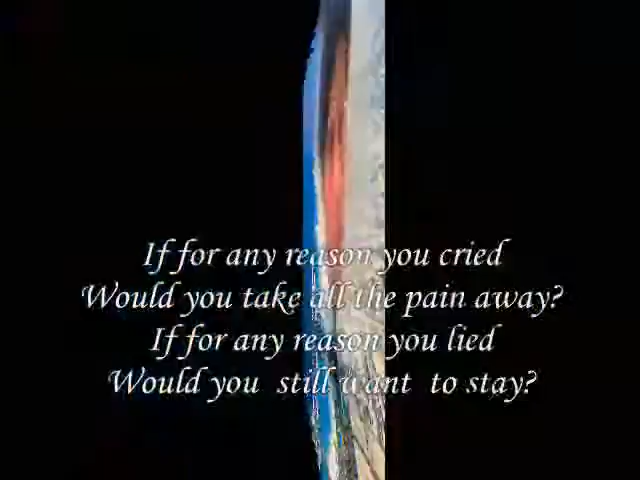 If for any reason you cried
Would you take all the pain away?
If for any reason you lied
Would you still want to stay?